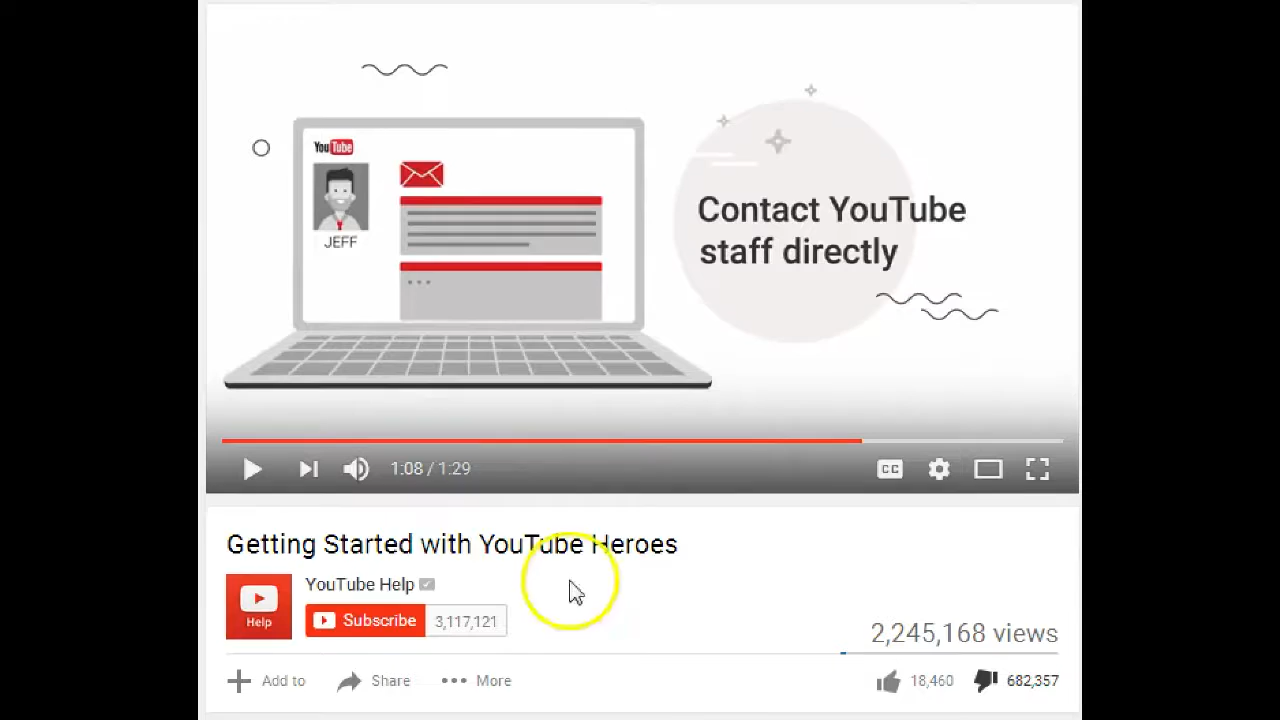 YouTube
JEFF
Contact YouTube
staff directly
1:08 / 1:29
CC
Getting Started with YouTube Heroes
Help
YouTube Help
Subscribe 3,117,121
2,245,168 views
Add to Share More
18,460 682,357